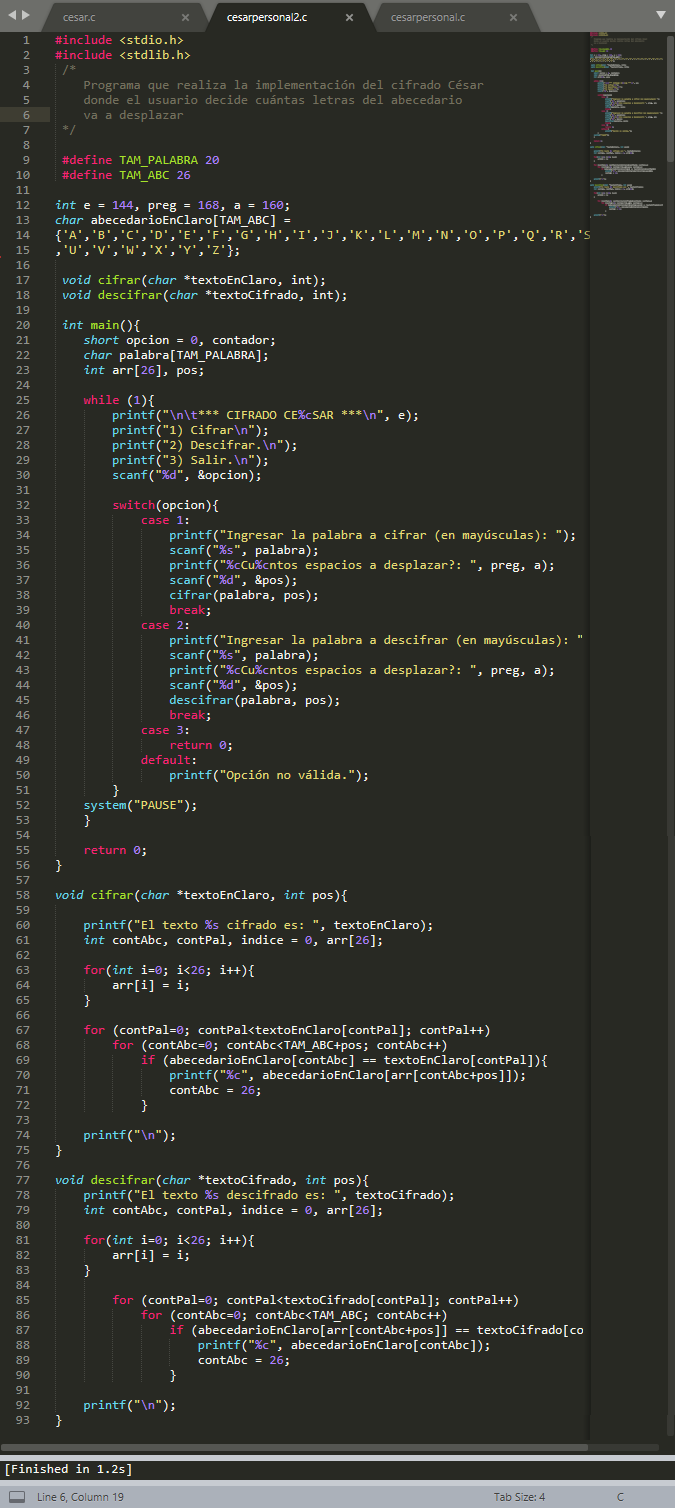 cesar.c × cesarpersonal2.c × cesarpersonal.c ×
1 #include <stdio.h>
2 #include <stdlib.h>
3 /*
4 Programa que realiza la implementación del cifrado César
5 donde el usuario decide cuántas letras del abecedario
6 va a desplazar
7 */
8
9 #define TAM_PALABRA 20
10 #define TAM_ABC 26
11
12 int e = 144, preg = 168, a = 160;
13 char abecedarioEnClaro[TAM_ABC] =
14 {'A','B','C','D','E','F','G','H','I','J','K','L','M','N','O','P','Q','R','S
15 ,'U','V','W','X','Y','Z'};
16
17 void cifrar(char *textoEnClaro, int);
18 void descifrar(char *textoCifrado, int);
19
20 int main(){
21 short opcion = 0, contador;
22 char palabra[TAM_PALABRA];
23 int arr[26], pos;
24
25 while (1){
26 printf("\n\t*** CIFRADO CE%cSAR ***\n", e);
27 printf("1) Cifrar\n");
28 printf("2) Descifrar.\n");
29 printf("3) Salir.\n");
30 scanf("%d", &opcion);
31
32 switch(opcion){
33 case 1:
34 printf("Ingresar la palabra a cifrar (en mayúsculas): ");
35 scanf("%s", palabra);
36 printf("%cCu%cntos espacios a desplazar?: ", preg, a);
37 scanf("%d", &pos);
38 cifrar(palabra, pos);
39 break;
40 case 2:
41 printf("Ingresar la palabra a descifrar (en mayúsculas): "
42 scanf("%s", palabra);
43 printf("%cCu%cntos espacios a desplazar?: ", preg, a);
44 scanf("%d", &pos);
45 descifrar(palabra, pos);
46 break;
47 case 3:
48 return 0;
49 default:
50 printf("Opción no válida.");
51 }
52 system("PAUSE");
53 }
54
55 return 0;
56 }
57
58 void cifrar(char *textoEnClaro, int pos){
59
60 printf("El texto %s cifrado es: ", textoEnClaro);
61 int contAbc, contPal, indice = 0, arr[26];
62
63 for(int i=0; i<26; i++){
64 arr[i] = i;
65 }
66
67 for (contPal=0; contPal<textoEnClaro[contPal]; contPal++)
68 for (contAbc=0; contAbc<TAM_ABC+pos; contAbc++)
69 if (abecedarioEnClaro[contAbc] == textoEnClaro[contPal]){
70 printf("%c", abecedarioEnClaro[arr[contAbc+pos]]);
71 contAbc = 26;
72 }
73
74 printf("\n");
75 }
76
77 void descifrar(char *textoCifrado, int pos){
78 printf("El texto %s descifrado es: ", textoCifrado);
79 int contAbc, contPal, indice = 0, arr[26];
80
81 for(int i=0; i<26; i++){
82 arr[i] = i;
83 }
84
85 for (contPal=0; contPal<textoCifrado[contPal]; contPal++)
86 for (contAbc=0; contAbc<TAM_ABC; contAbc++)
87 if (abecedarioEnClaro[arr[contAbc+pos]] == textoCifrado[co
88 printf("%c", abecedarioEnClaro[contAbc]);
89 contAbc = 26;
90 }
91
92 printf("\n");
93 }
[Finished in 1.2s]
Line 6, Column 19 Tab Size: 4 C